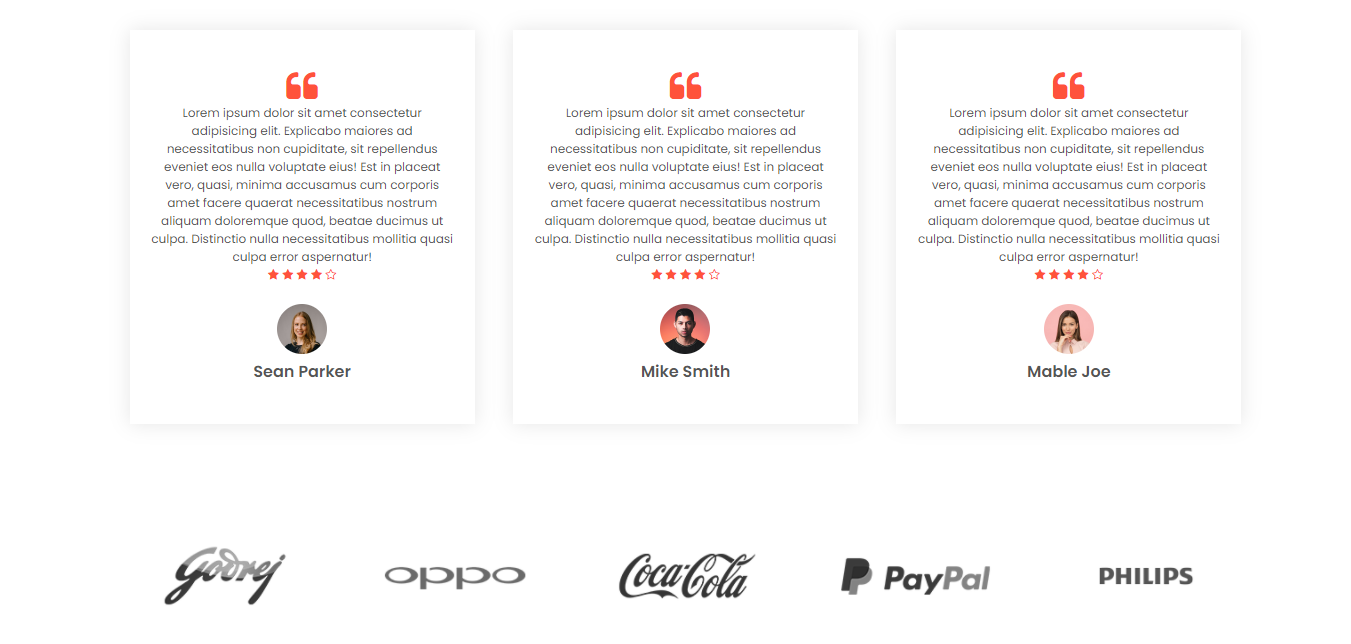 Lorem ipsum dolor sit amet consectetur
adipisicing elit. Explicabo maiores ad
necessitatibus non cupiditate, sit repellendus
eveniet eos nulla voluptate eius! Est in placeat
vero, quasi, minima accusamus cum corporis
amet facere quaerat necessitatibus nostrum
aliquam doloremque quod, beatae ducimus ut
culpa. Distinctio nulla necessitatibus mollitia quasi
culpa error aspernatur!
Sean Parker
Lorem ipsum dolor sit amet consectetur
adipisicing elit. Explicabo maiores ad
necessitatibus non cupiditate, sit repellendus
eveniet eos nulla voluptate eius! Est in placeat
vero, quasi, minima accusamus cum corporis
amet facere quaerat necessitatibus nostrum
aliquam doloremque quod, beatae ducimus ut
culpa. Distinctio nulla necessitatibus mollitia quasi
culpa error aspernatur!
Mike Smith
Lorem ipsum dolor sit amet consectetur
adipisicing elit. Explicabo maiores ad
necessitatibus non cupiditate, sit repellendus
eveniet eos nulla voluptate eius! Est in placeat
vero, quasi, minima accusamus cum corporis
amet facere quaerat necessitatibus nostrum
aliquam doloremque quod, beatae ducimus ut
culpa. Distinctio nulla necessitatibus mollitia quasi
culpa error aspernatur!
Mable Joe
Godrej
oppo
Coca-Cola
PayPal
PHILIPS